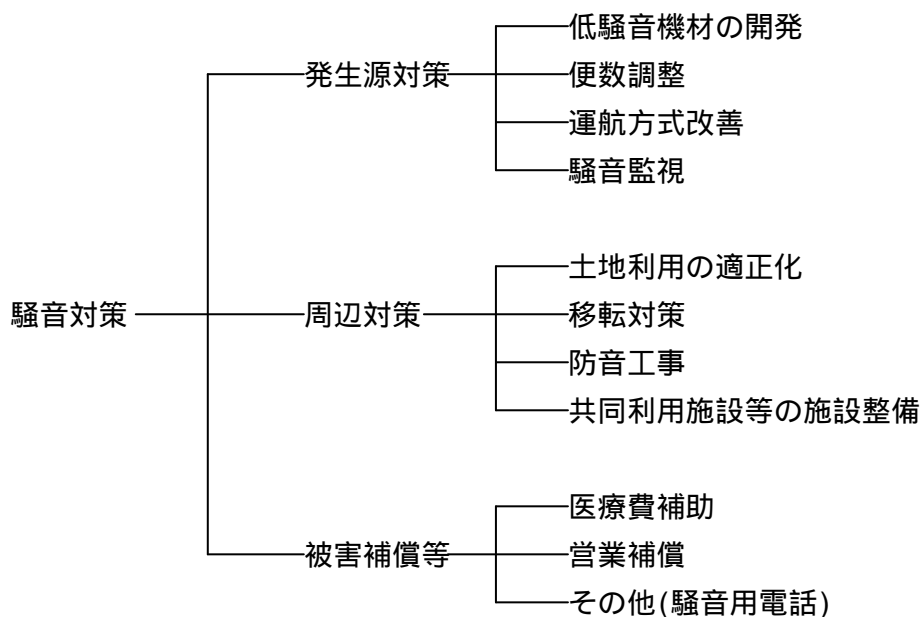 低騒音機材の開発
発生源対策
便数調整
運航方式改善
騒音監視
土地利用の適正化
騒音対策
周辺対策
移転対策
防音工事
共同利用施設等の施設整備
医療費補助
被害補償等
営業補償
その他(騒音用電話)